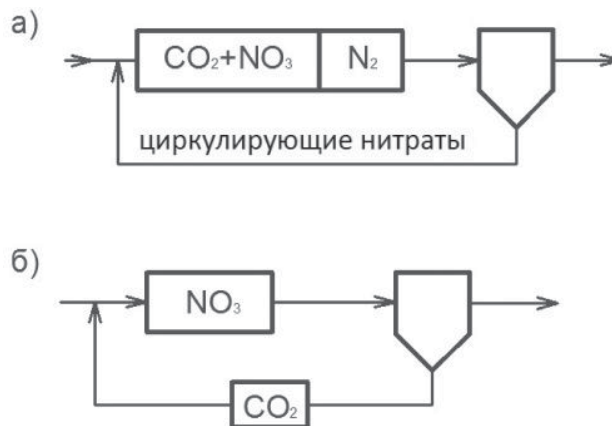 а)
CO₂+NO₃ N₂
циркулирующие нитраты
б)
NO₃
CO₂